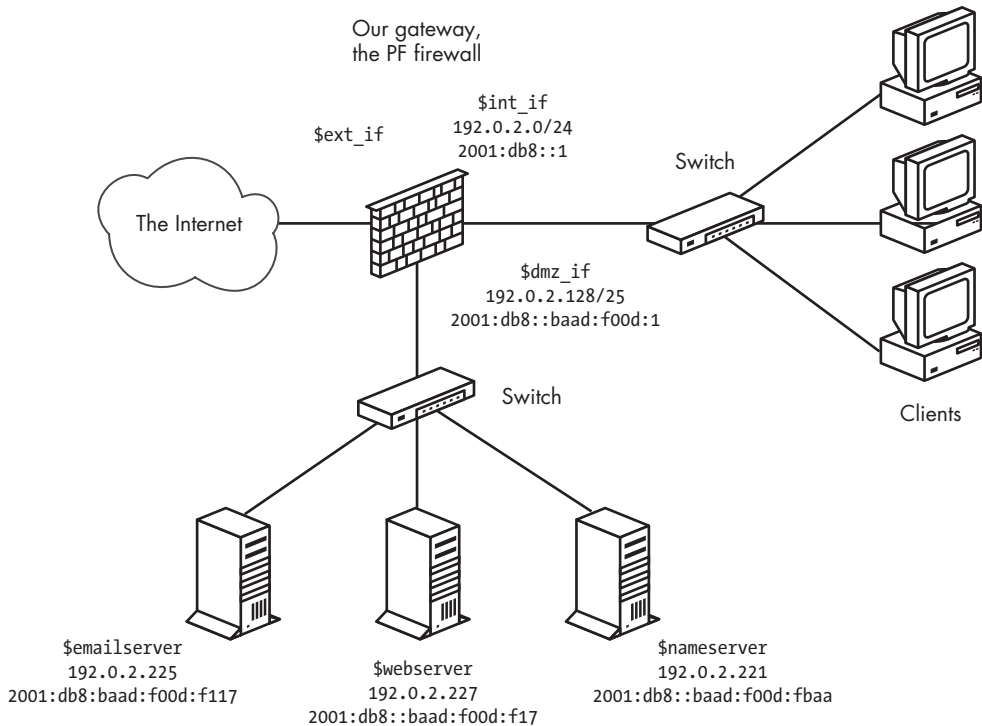 Our gateway,
the PF firewall
$int_if
192.0.2.0/24
2001:db8::1
$ext_if
Switch
The Internet
$dmz_if
192.0.2.128/25
2001:db8::baad:f00d:1
Switch
Clients
$emailserver
192.0.2.225
2001:db8:baad:f00d:f117
$webserver
192.0.2.227
2001:db8::baad:f00d:f17
$nameserver
192.0.2.221
2001:db8::baad:f00d:fbaa